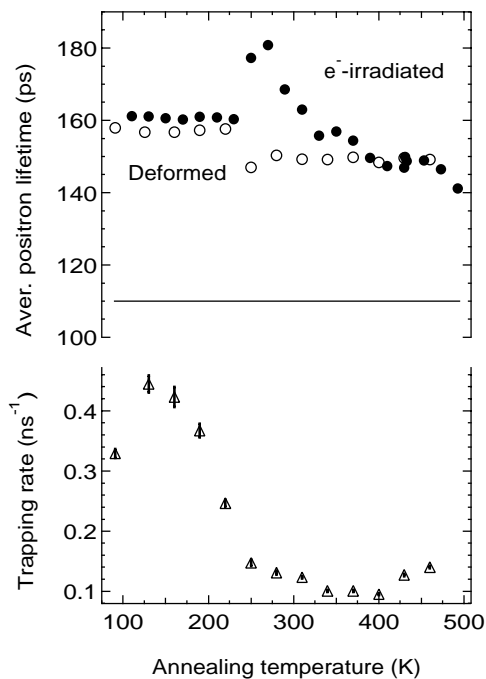 180
160
140
120
100
Aver. positron lifetime (ps)
e⁻-irradiated
Deformed
0.4
0.3
0.2
0.1
Trapping rate (ns⁻¹)
100 200 300 400 500
Annealing temperature (K)